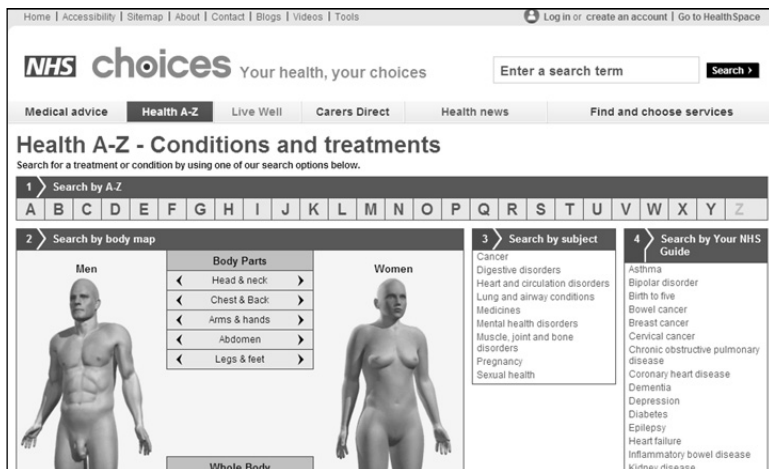 Home | Accessibility | Sitemap | About | Contact | Blogs | Videos | Tools
Log in or create an account | Go to HealthSpace
NHS choices Your health, your choices
Enter a search term
Search >
Medical advice
Health A-Z
Live Well
Carers Direct
Health news
Find and choose services
Health A-Z - Conditions and treatments
Search for a treatment or condition by using one of our search options below.
1 Search by A-Z
A B C D E F G H I J K L M N O P Q R S T U V W X Y Z
2 Search by body map
Men
Body Parts
Head & neck
Chest & Back
Arms & hands
Abdomen
Legs & feet
Whole Body
Women
3 Search by subject
Cancer
Digestive disorders
Heart and circulation disorders
Lung and airway conditions
Medicines
Mental health disorders
Muscle, joint and bone
disorders
Pregnancy
Sexual health
4 Search by Your NHS
Guide
Asthma
Bipolar disorder
Birth to five
Bowel cancer
Breast cancer
Cervical cancer
Chronic obstructive pulmonary
disease
Coronary heart disease
Dementia
Depression
Diabetes
Epilepsy
Heart failure
Inflammatory bowel disease
Kidney disease